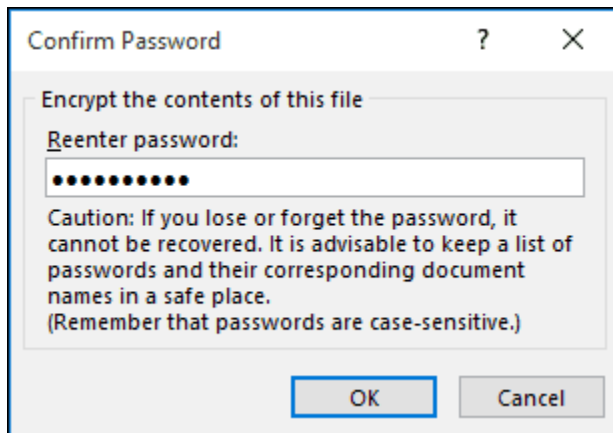 Confirm Password ?
Encrypt the contents of this file
Reenter password:
••••••••••
Caution: If you lose or forget the password, it
cannot be recovered. It is advisable to keep a list of
passwords and their corresponding document
names in a safe place.
(Remember that passwords are case-sensitive.)
OK Cancel